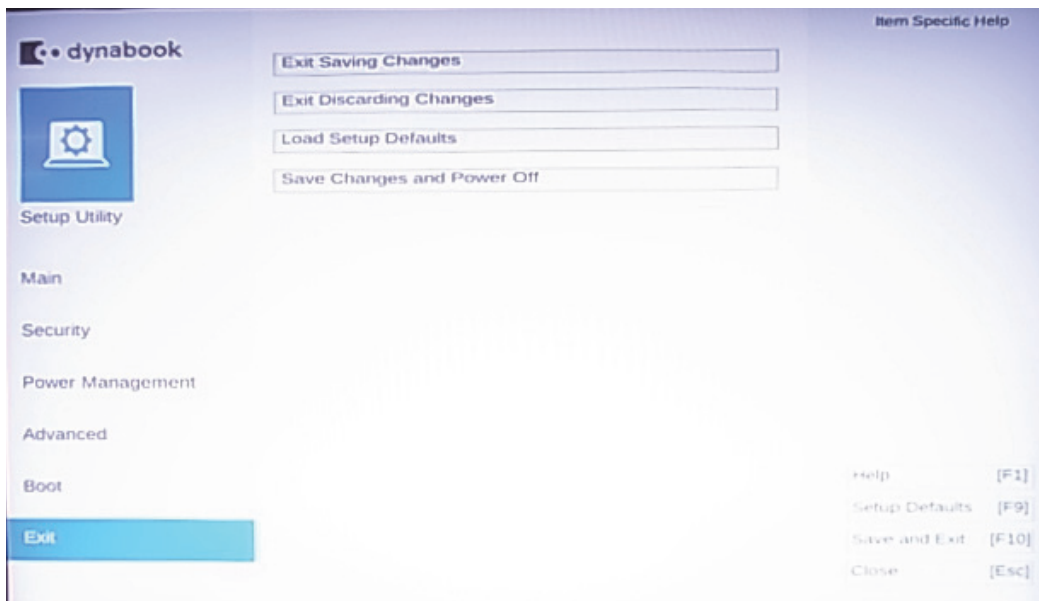 Item Specific Help
dynabook
Exit Saving Changes
Exit Discarding Changes
Load Setup Defaults
Save Changes and Power Off
Setup Utility
Main
Security
Power Management
Advanced
Boot
Exit
Help [F1]
Setup Defaults [F9]
Save and Exit [F10]
Close [Esc]